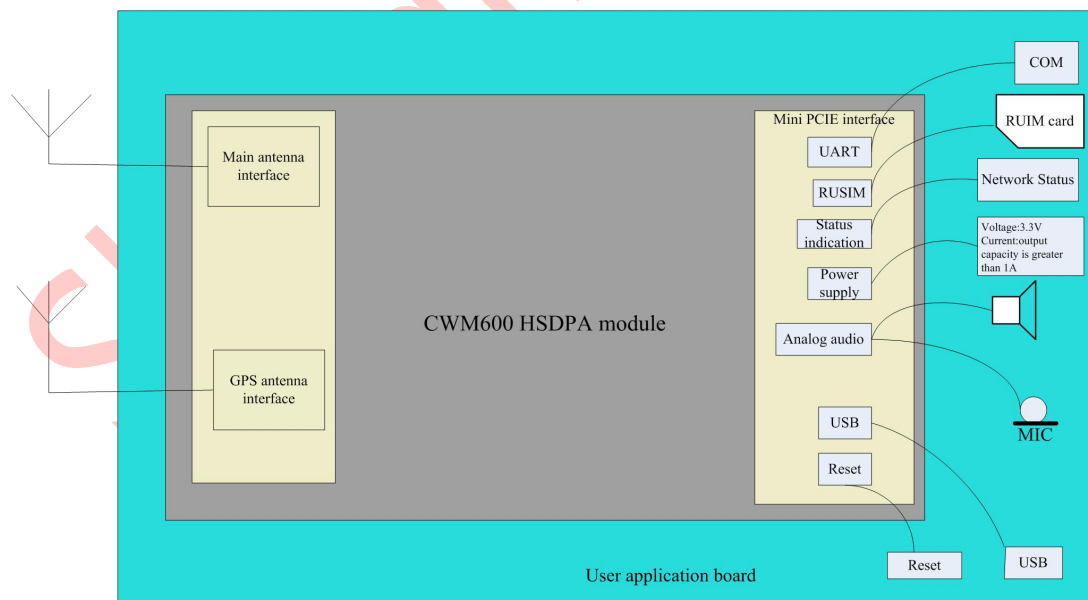 COM
Mini PCIE interface
RUIM card
UART
Main antenna
interface
RUSIM
Network Status
Status
indication
Voltage:3.3V
Current:output
capacity is greater
than 1A
Power
supply
CWM600 HSDPA module
Analog audio
GPS antenna
interface
USB
MIC
Reset
Reset
USB
User application board